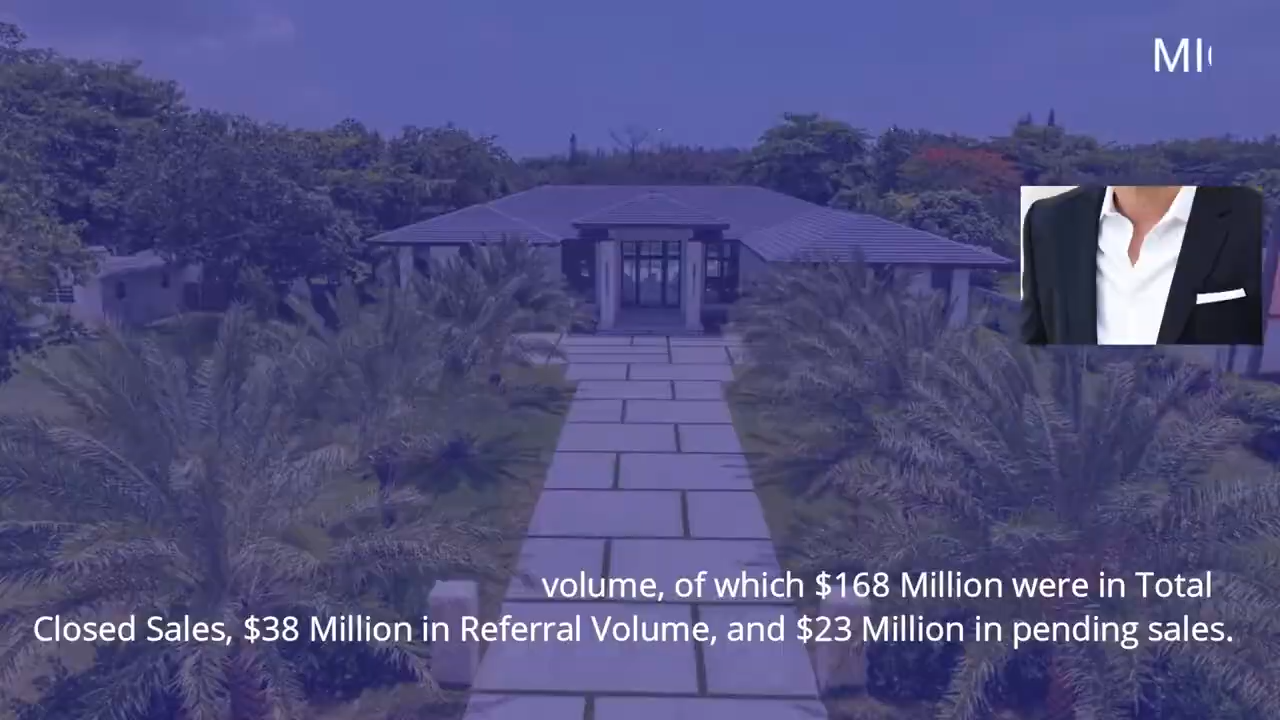 MI
volume, of which $168 Million were in Total
Closed Sales, $38 Million in Referral Volume, and $23 Million in pending sales.